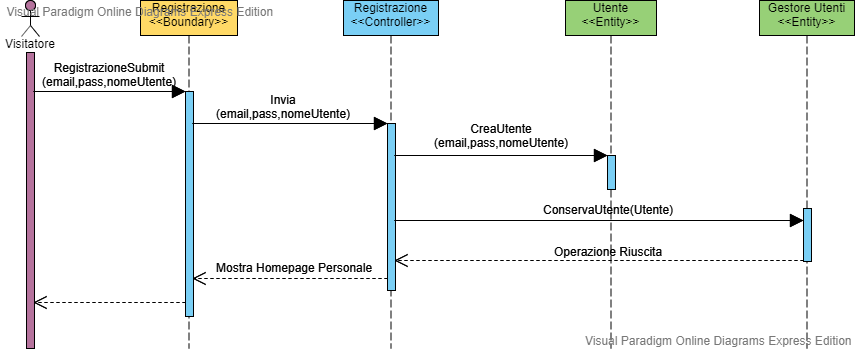 Visual Paradigm Online Diagrams Express Edition
Visitatore
Registrazione
<<Boundary>>
Registrazione
<<Controller>>
Utente
<<Entity>>
Gestore Utenti
<<Entity>>
RegistrazioneSubmit
(email,pass,nomeUtente)
Invia
(email,pass,nomeUtente)
CreaUtente
(email,pass,nomeUtente)
ConservaUtente(Utente)
Operazione Riuscita
Mostra Homepage Personale
Visual Paradigm Online Diagrams Express Edition